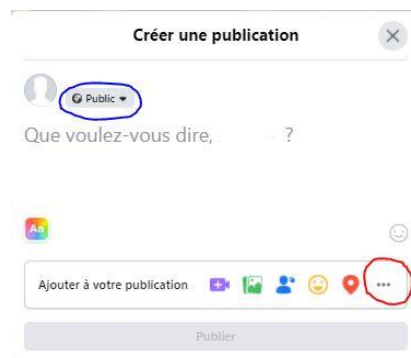 Créer une publication
Public
Que voulez-vous dire, ?
Aa
Ajouter à votre publication
Publier